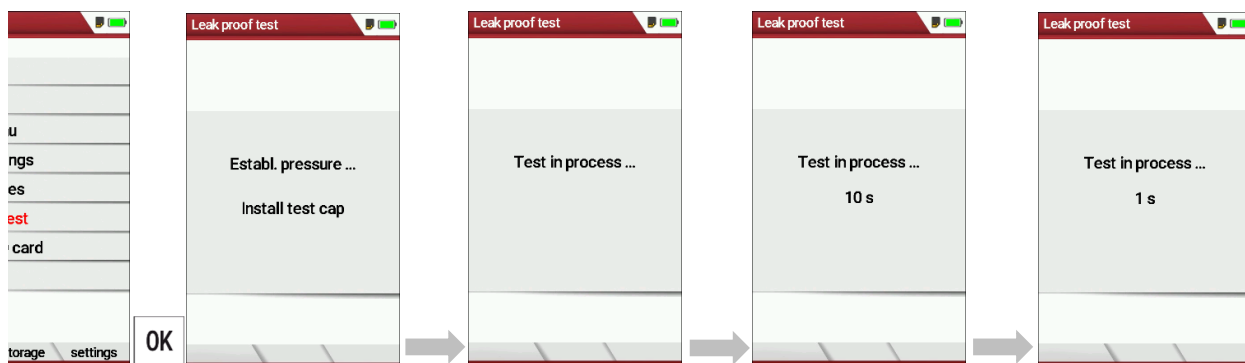 u
ngs
es
est
card
torage settings
OK
Leak proof test
Establ. pressure ...
Install test cap
Leak proof test
Test in process ...
Leak proof test
Test in process ...
10 s
Leak proof test
Test in process ...
1 s